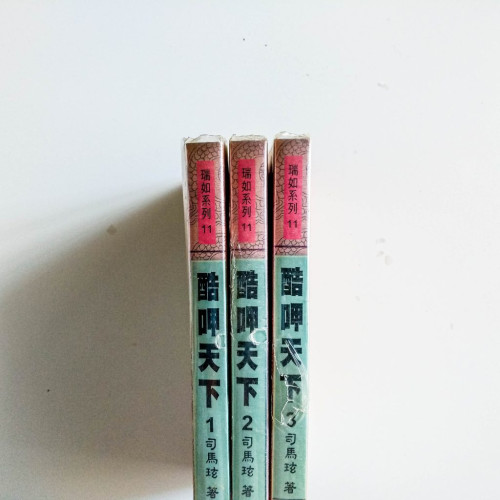 瑞如系列 11
酷呷天下 1
司馬玹 著
瑞如系列 11
酷呷天下 2
司馬玹 著
瑞如系列 11
酷呷天下 3
司馬玹 著